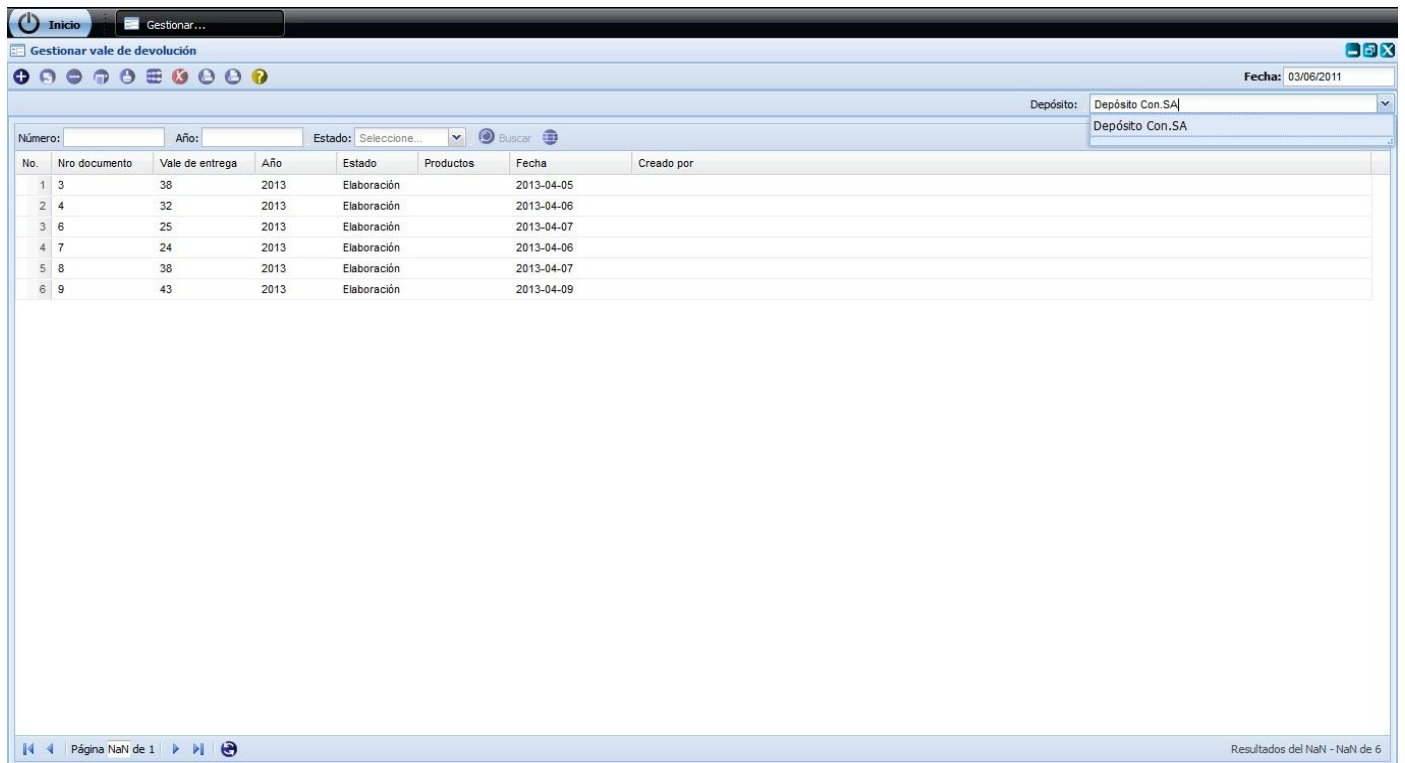 Inicio Gestionar...
Gestionar vale de devolución
Fecha: 03/06/2011
Depósito: Depósito Con.SA
Depósito Con.SA
Número: Año: Estado: Seleccione... Buscar
No. Nro documento Vale de entrega Año Estado Productos Fecha Creado por
1 3 38 2013 Elaboración 2013-04-05
2 4 32 2013 Elaboración 2013-04-06
3 6 25 2013 Elaboración 2013-04-07
4 7 24 2013 Elaboración 2013-04-06
5 8 38 2013 Elaboración 2013-04-07
6 9 43 2013 Elaboración 2013-04-09
Página NaN de 1 Resultados del NaN - NaN de 6